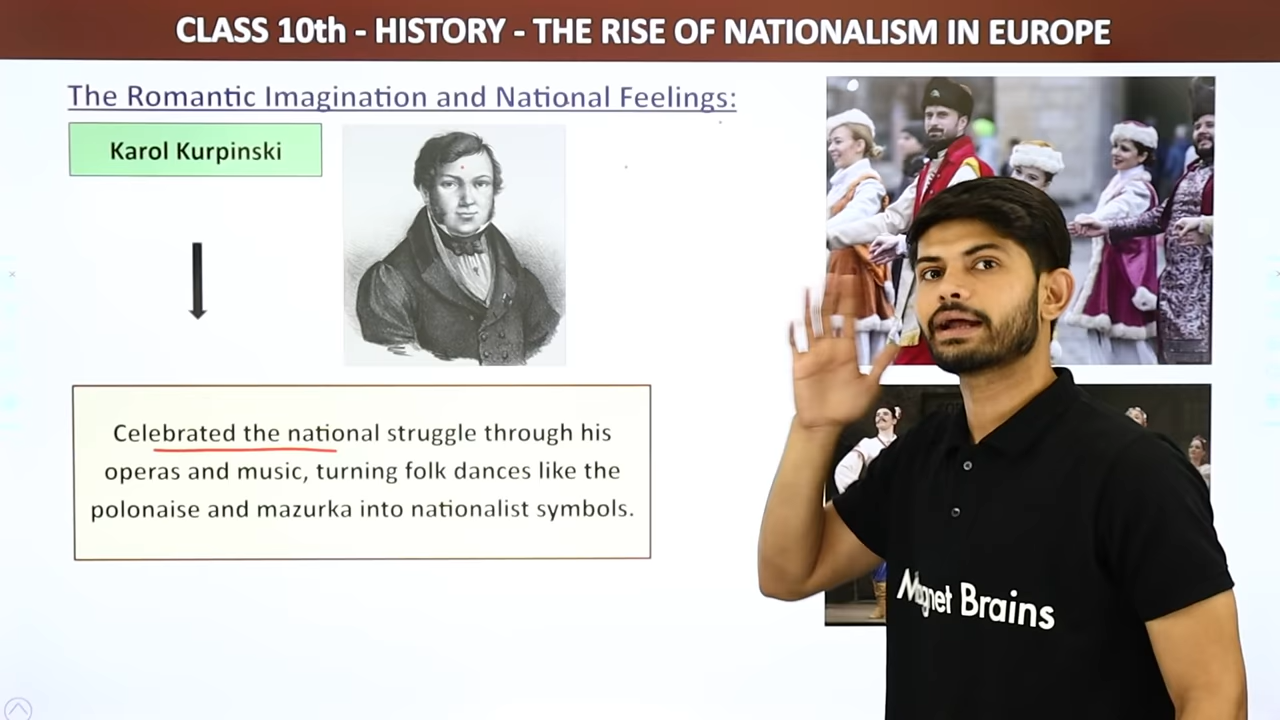 CLASS 10th - HISTORY - THE RISE OF NATIONALISM IN EUROPE
The Romantic Imagination and National Feelings:
Karol Kurpinski
Celebrated the national struggle through his
operas and music, turning folk dances like the
polonaise and mazurka into nationalist symbols.
Magnet Brains